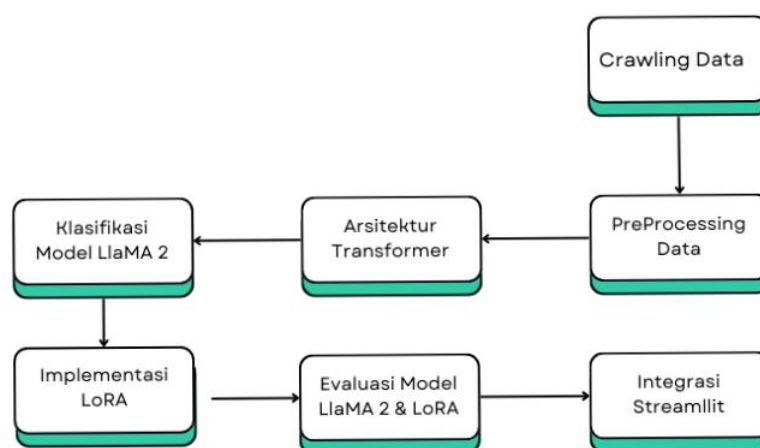 Crawling Data
PreProcessing
Data
Arsitektur
Transformer
Klasifikasi
Model LlaMA 2
Implementasi
LoRA
Evaluasi Model
LlaMA 2 & LoRA
Integrasi
Streamllit